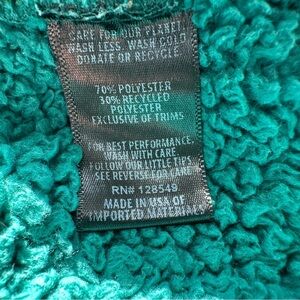 CARE FOR OUR PLANET.
WASH LESS. WASH COLD.
DONATE OR RECYCLE.
70% POLYESTER
30% RECYCLED
POLYESTER
EXCLUSIVE OF TRIMS
FOR BEST PERFORMANCE,
WASH WITH CARE.
FOLLOW OUR LITTLE TIPS
SEE REVERSE FOR CARE
RN# 128549
MADE IN USA OF
IMPORTED MATERIALS